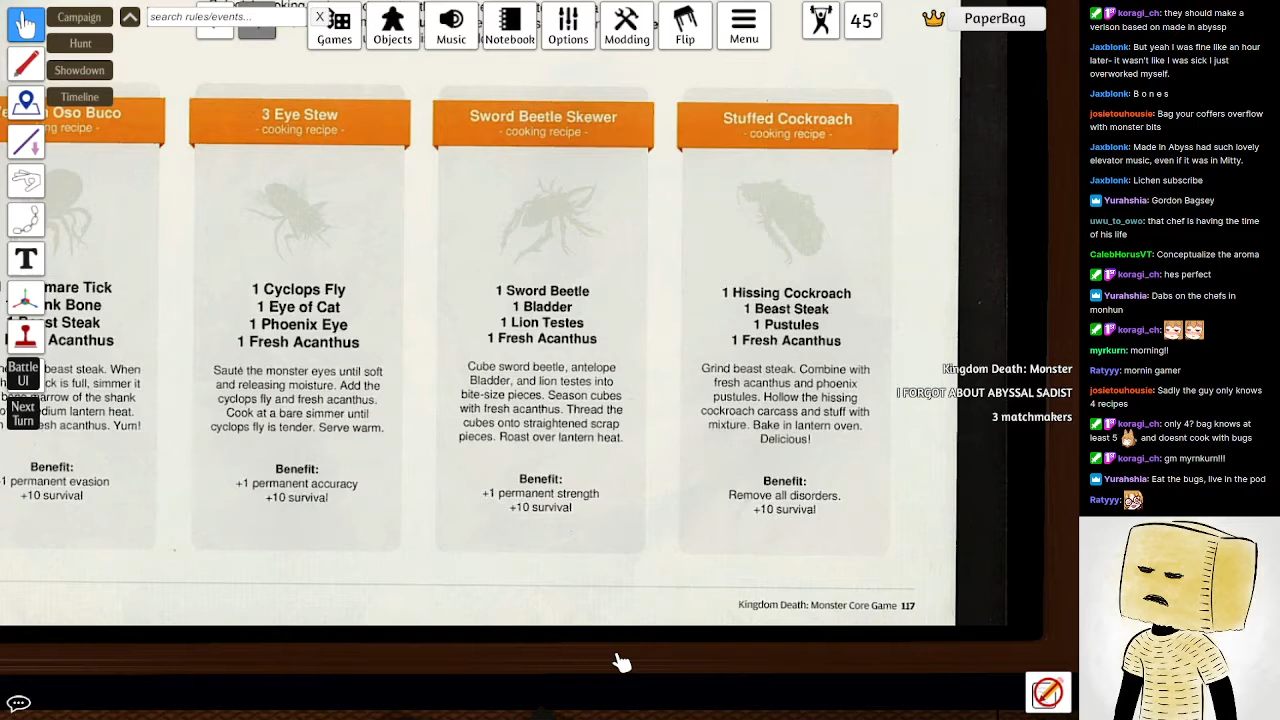 Campaign
search rules/events...
X
Games
Objects
Music
Notebook
Options
Modding
Flip
Menu
45°
PaperBag
Hunt
Showdown
Timeline
Oso Buco
ng recipe -
3 Eye Stew
- cooking recipe -
Sword Beetle Skewer
- cooking recipe -
Stuffed Cockroach
- cooking recipe -
mare Tick
nk Bone
st Steak
Acanthus
beast steak. When
ck is full, simmer it
marrow of the shank
dium lantern heat.
esh acanthus. Yum!
Benefit:
1 permanent evasion
+10 survival
1 Cyclops Fly
1 Eye of Cat
1 Phoenix Eye
1 Fresh Acanthus
Sauté the monster eyes until soft
and releasing moisture. Add the
cyclops fly and fresh acanthus.
Cook at a bare simmer until
cyclops fly is tender. Serve warm.
Benefit:
+1 permanent accuracy
+10 survival
1 Sword Beetle
1 Bladder
1 Lion Testes
1 Fresh Acanthus
Cube sword beetle, antelope
Bladder, and lion testes into
bite-size pieces. Season cubes
with fresh acanthus. Thread the
cubes onto straightened scrap
pieces. Roast over lantern heat.
Benefit:
+1 permanent strength
+10 survival
1 Hissing Cockroach
1 Beast Steak
1 Pustules
1 Fresh Acanthus
Grind beast steak. Combine with
fresh acanthus and phoenix
pustules. Hollow the hissing
cockroach carcass and stuff with
mixture. Bake in lantern oven.
Delicious!
Benefit:
Remove all disorders.
+10 survival
Kingdom Death: Monster Core Game 117
T
Battle
UI
Next
Turn
Kingdom Death: Monster
I FORGOT ABOUT ABYSSAL SADIST
3 matchmakers
koragi_ch: they should make a
verison based on made in abyssp
Jaxblonk: But yeah I was fine like an hour
later- it wasn't like I was sick I just
overworked myself.
Jaxblonk: B o n e s
josietouhousie: Bag your coffers overflow
with monster bits
Jaxblonk: Made In Abyss had such lovely
elevator music, even if it was in Mitty.
Jaxblonk: Lichen subscribe
Yurahshia: Gordon Bagsey
uwu_to_owo: that chef is having the time
of his life
CalebHorusVT: Conceptualize the aroma
koragi_ch: hes perfect
Yurahshia: Dabs on the chefs in
monhun
koragi_ch:
myrkurn: morning!!
Ratyyy: mornin gamer
josietouhousie: Sadly the guy only knows
4 recipes
koragi_ch: only 4? bag knows at
least 5 and doesnt cook with bugs
koragi_ch: gm myrnkurn!!!
Yurahshia: Eat the bugs, live in the pod
Ratyyy: